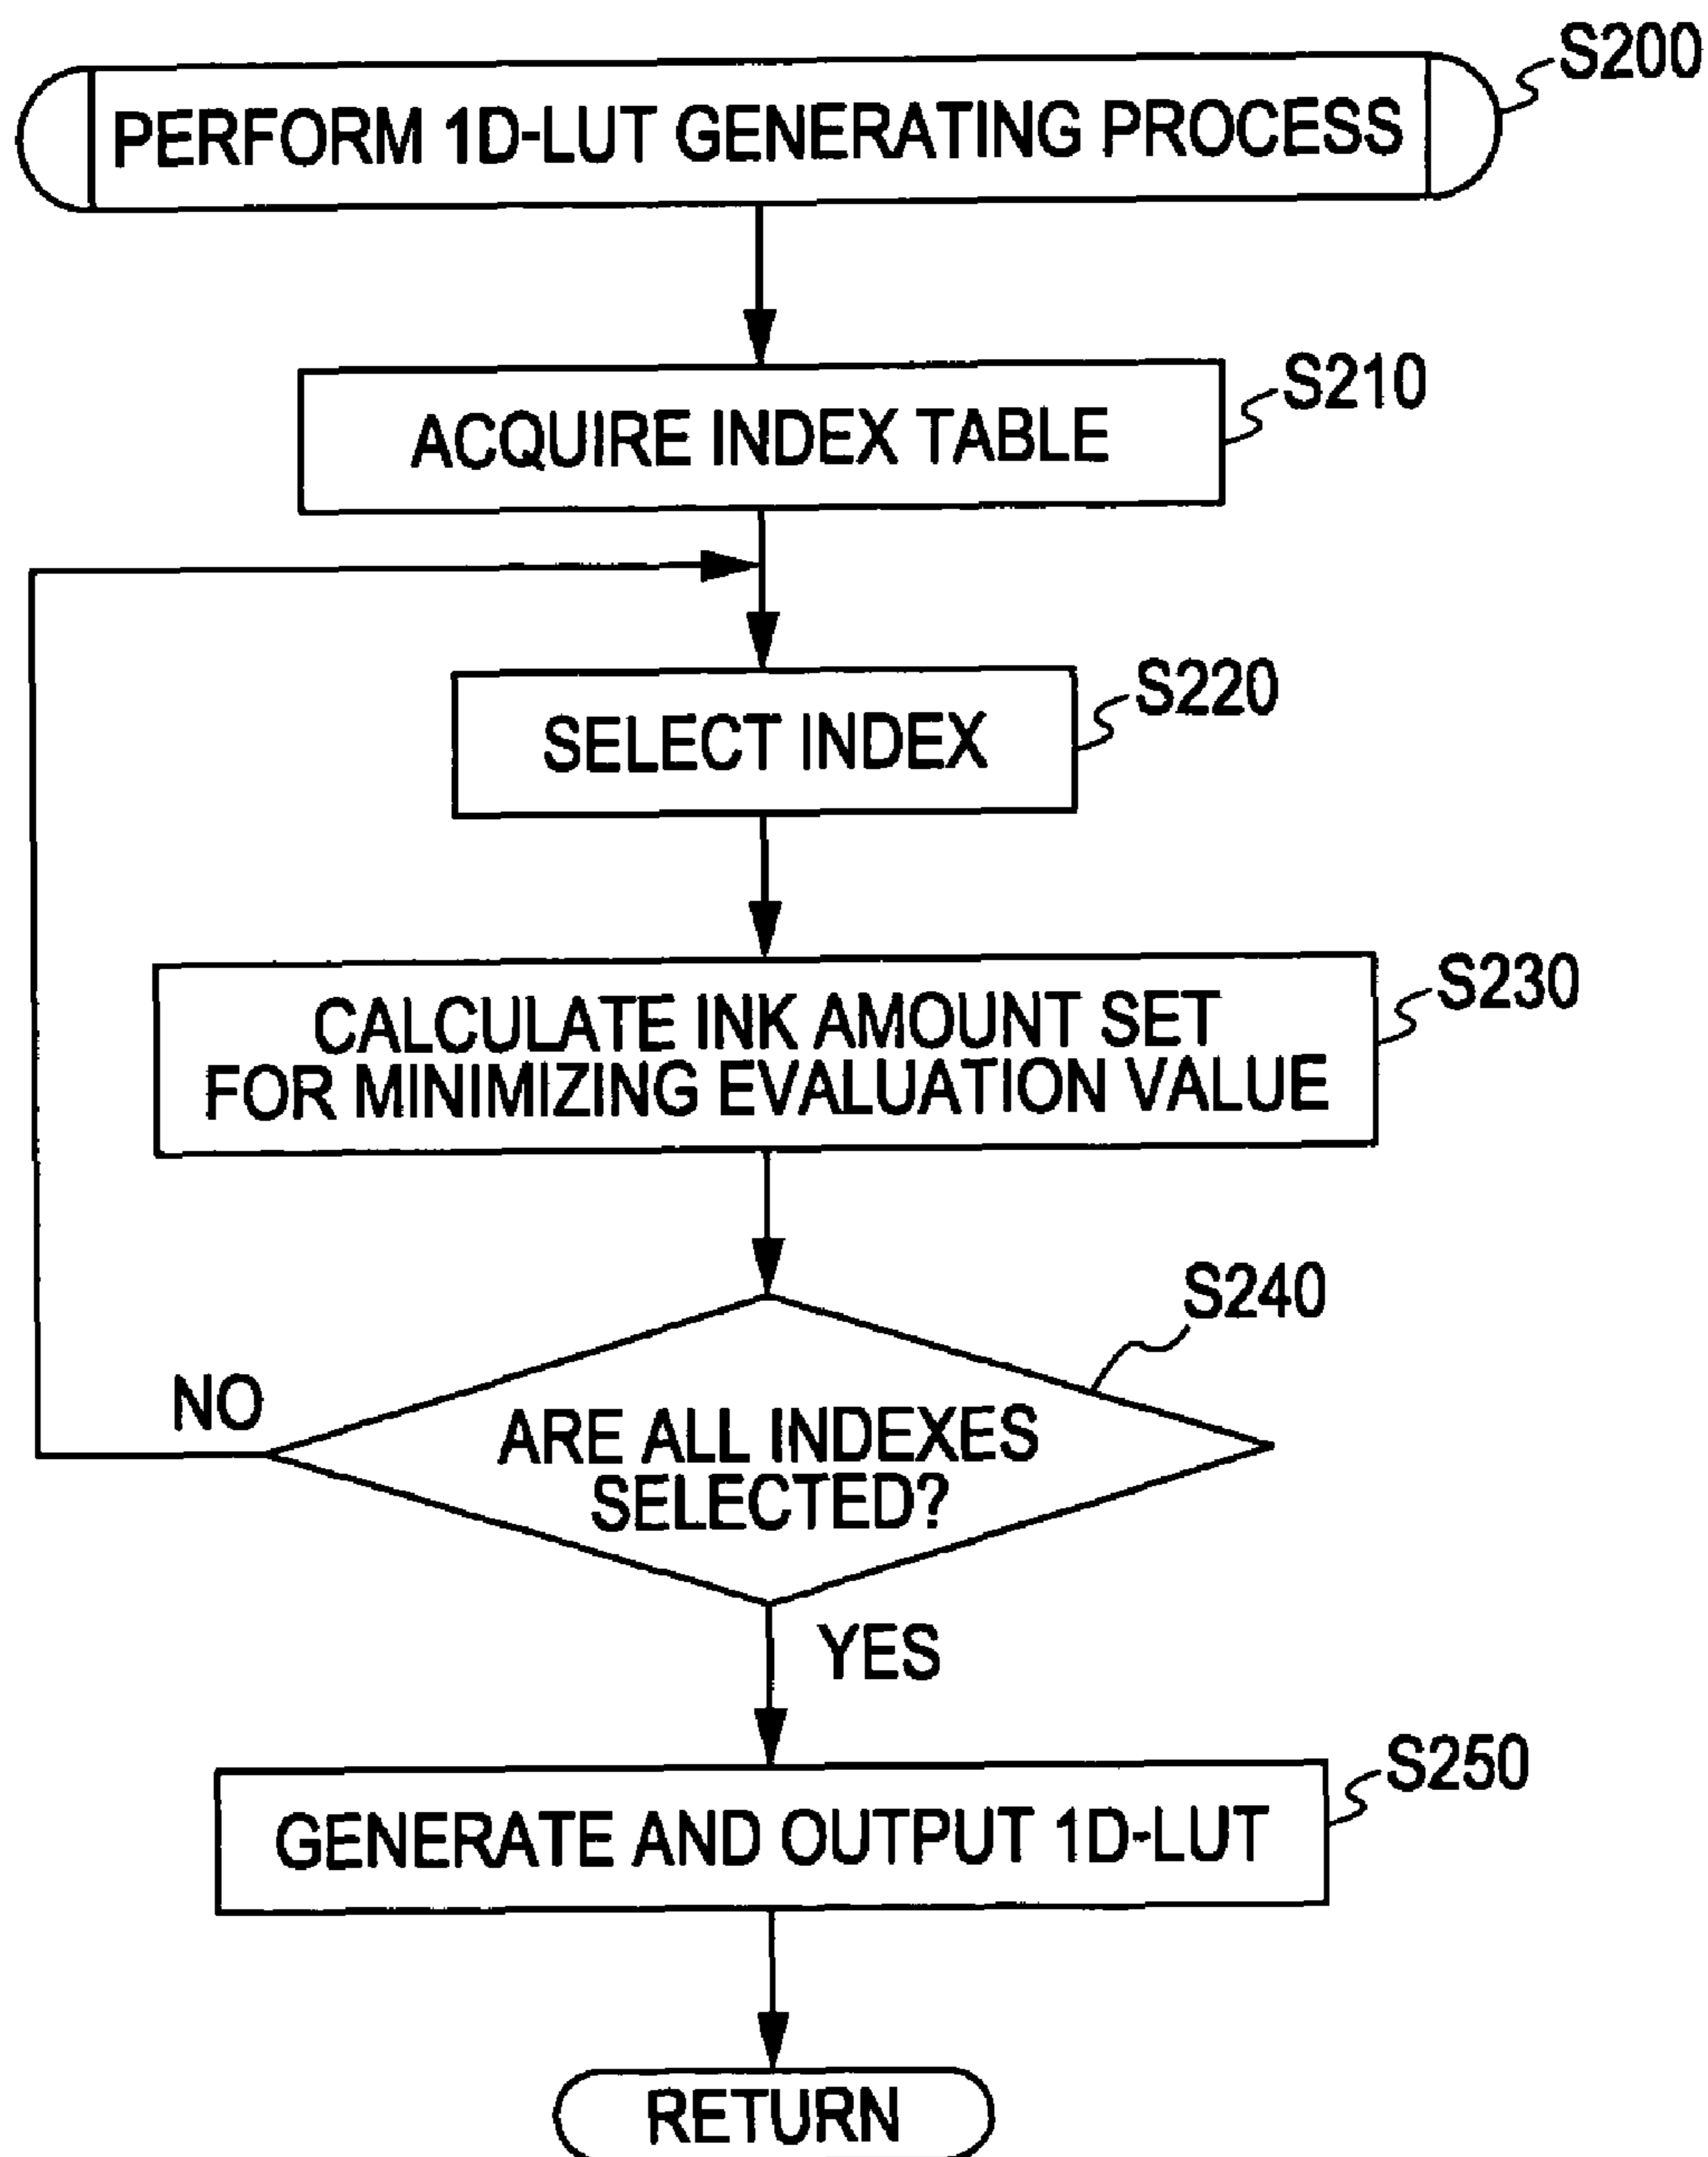 S200
PERFORM 1D-LUT GENERATING PROCESS
S210
ACQUIRE INDEX TABLE
S220
SELECT INDEX
S230
CALCULATE INK AMOUNT SET
FOR MINIMIZING EVALUATION VALUE
S240
NO
ARE ALL INDEXES
SELECTED?
YES
S250
GENERATE AND OUTPUT 1D-LUT
RETURN